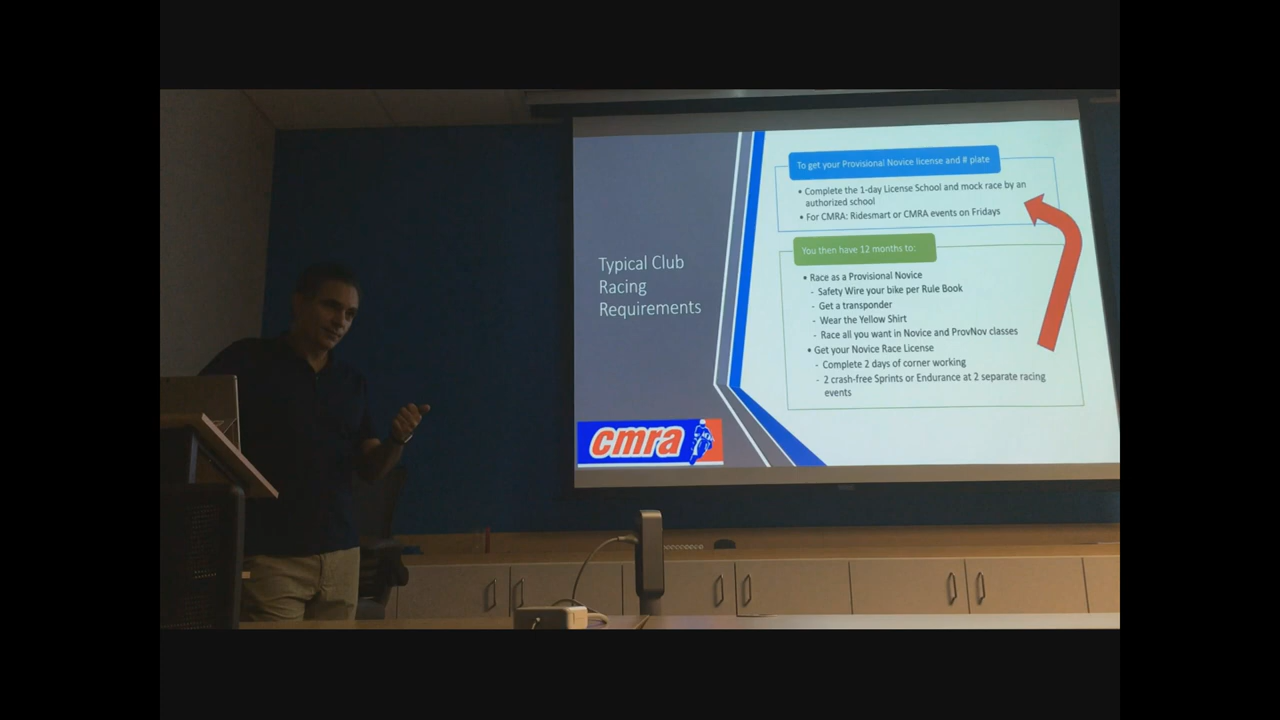 Typical Club
Racing
Requirements
cmra
To get your Provisional Novice license and # plate
• Complete the 1-day License School and mock race by an
authorized school
• For CMRA: Ridesmart or CMRA events on Fridays
You then have 12 months to:
• Race as a Provisional Novice
- Safety Wire your bike per Rule Book
- Get a transponder
- Wear the Yellow Shirt
- Race all you want in Novice and ProvNov classes
• Get your Novice Race License
- Complete 2 days of corner working
- 2 crash-free Sprints or Endurance at 2 separate racing
events